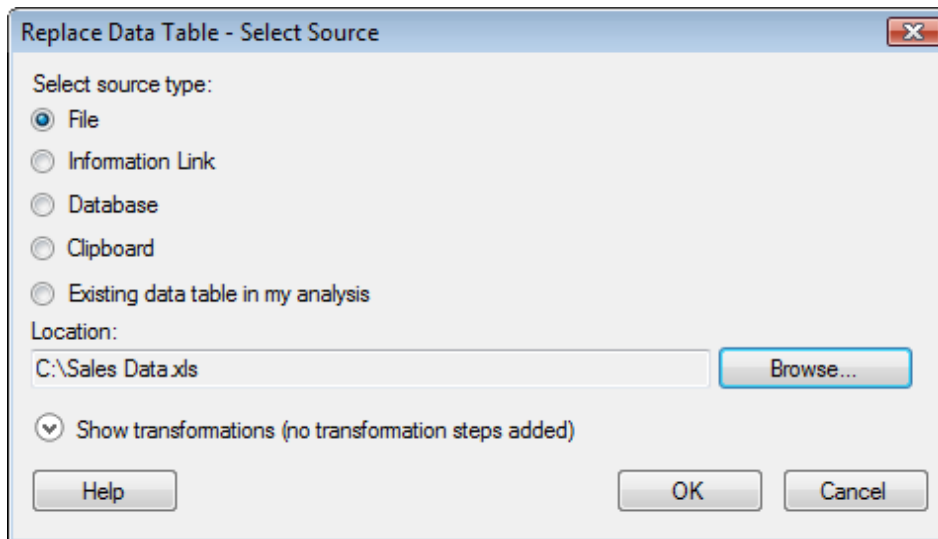 Replace Data Table - Select Source
Select source type:
File
Information Link
Database
Clipboard
Existing data table in my analysis
Location:
C:\Sales Data.xls
Browse...
Show transformations (no transformation steps added)
Help
OK
Cancel